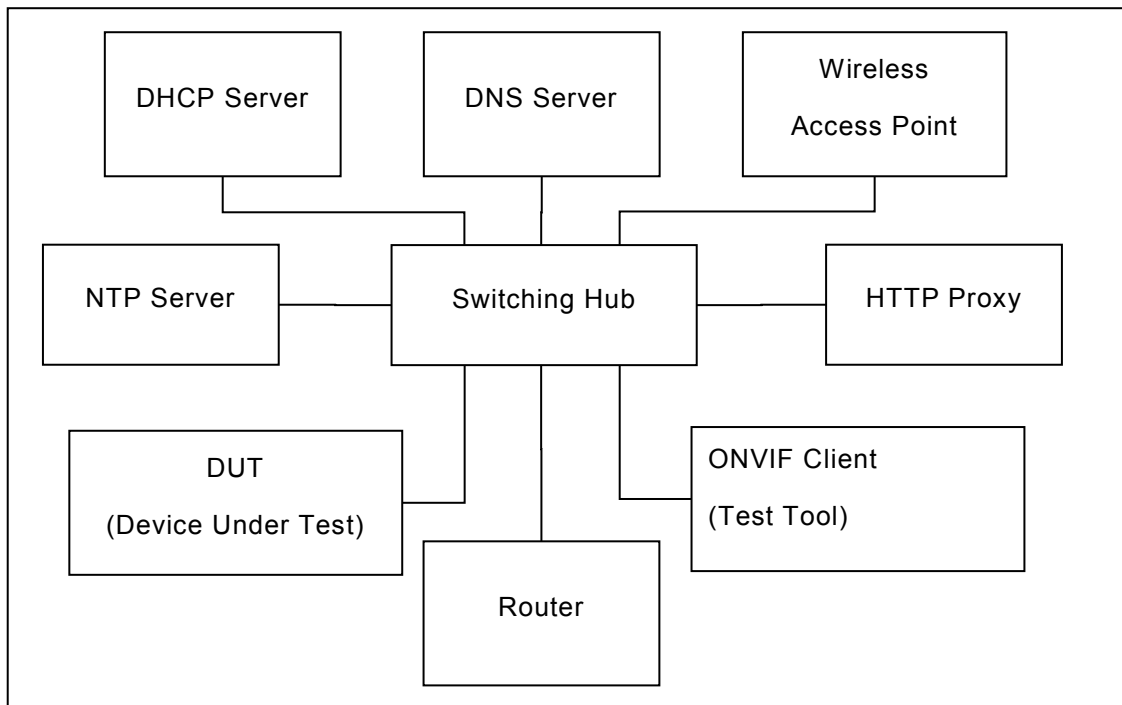 DHCP Server
DNS Server
Wireless
Access Point
NTP Server
Switching Hub
HTTP Proxy
DUT
(Device Under Test)
ONVIF Client
(Test Tool)
Router